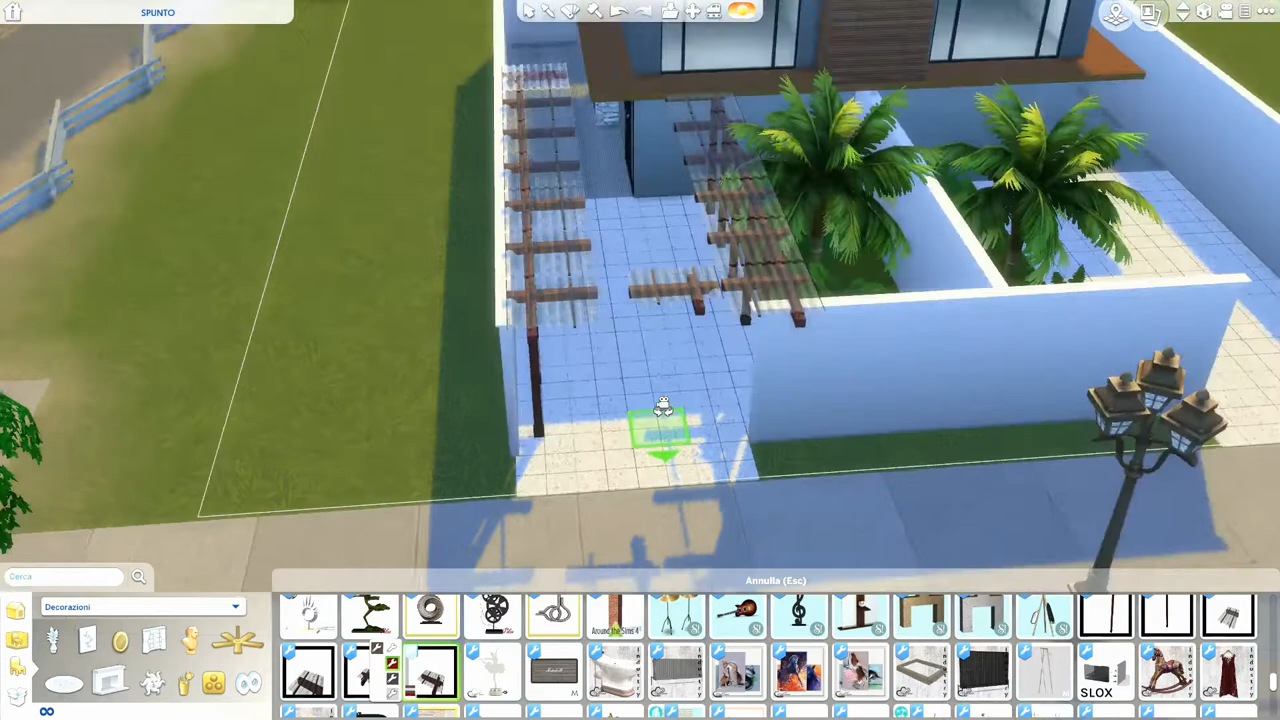 SPUNTO
Annulla (Esc)
Cerca
Decorazioni
Around the Sims 4
SLOX